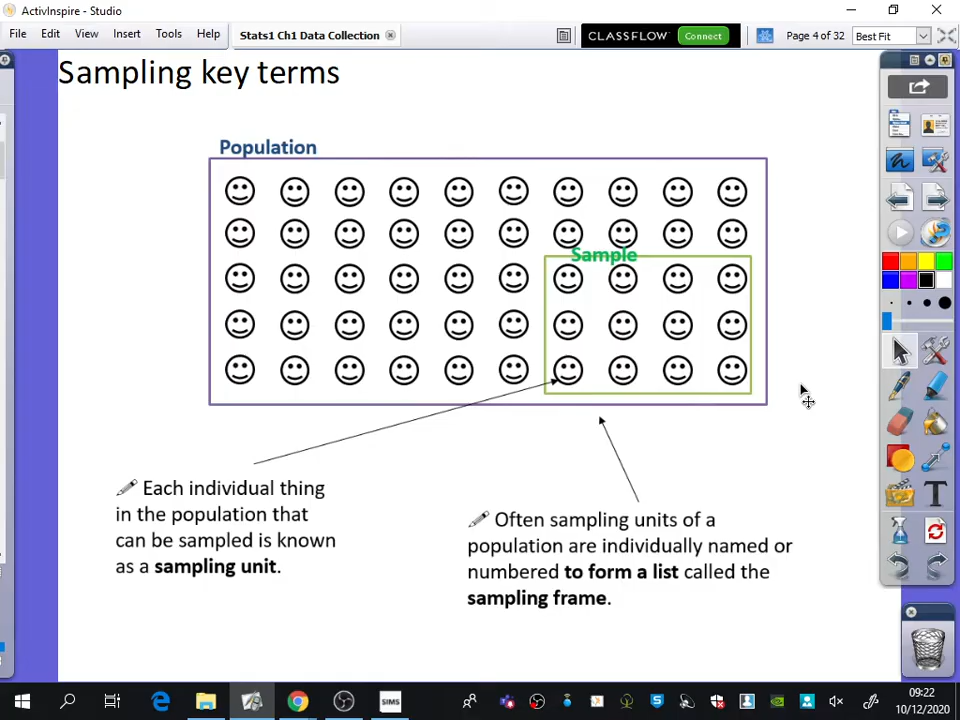 ActivInspire - Studio
File Edit View Insert Tools Help Stats1 Ch1 Data Collection CLASSFLOW Connect Page 4 of 32 Best Fit
Sampling key terms
Population
Sample
Each individual thing
in the population that
can be sampled is known
as a sampling unit.
Often sampling units of a
population are individually named or
numbered to form a list called the
sampling frame.
SIMS
09:22
10/12/2020